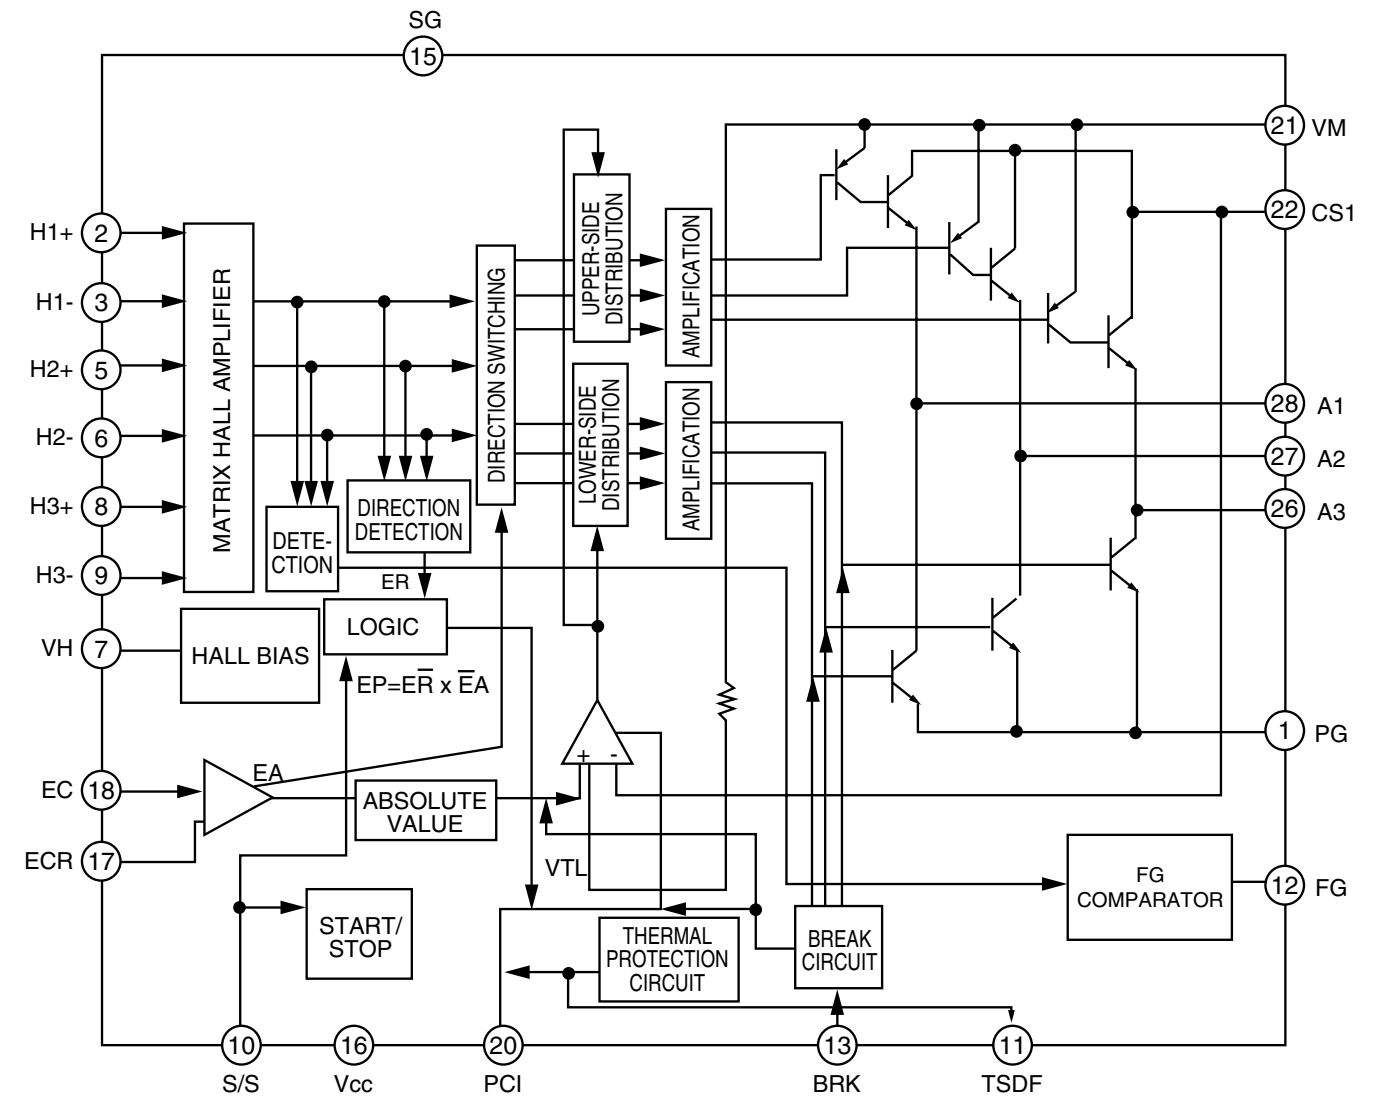 SG
15
21 VM
22 CS1
H1+ 2
H1- 3
H2+ 5
H2- 6
H3+ 8
H3- 9
VH 7
EC 18
ECR 17
MATRIX HALL AMPLIFIER
DIRECTION SWITCHING
UPPER-SIDE
DISTRIBUTION
AMPLIFICATION
LOWER-SIDE
DISTRIBUTION
AMPLIFICATION
28 A1
27 A2
26 A3
DIRECTION
DETECTION
DETE-
CTION
ER
LOGIC
HALL BIAS
EP=ER̅ x E̅A
+ -
1 PG
EA
ABSOLUTE
VALUE
VTL
FG
COMPARATOR
12 FG
START/
STOP
THERMAL
PROTECTION
CIRCUIT
BREAK
CIRCUIT
10
16
20
13
11
S/S
Vcc
PCI
BRK
TSDF